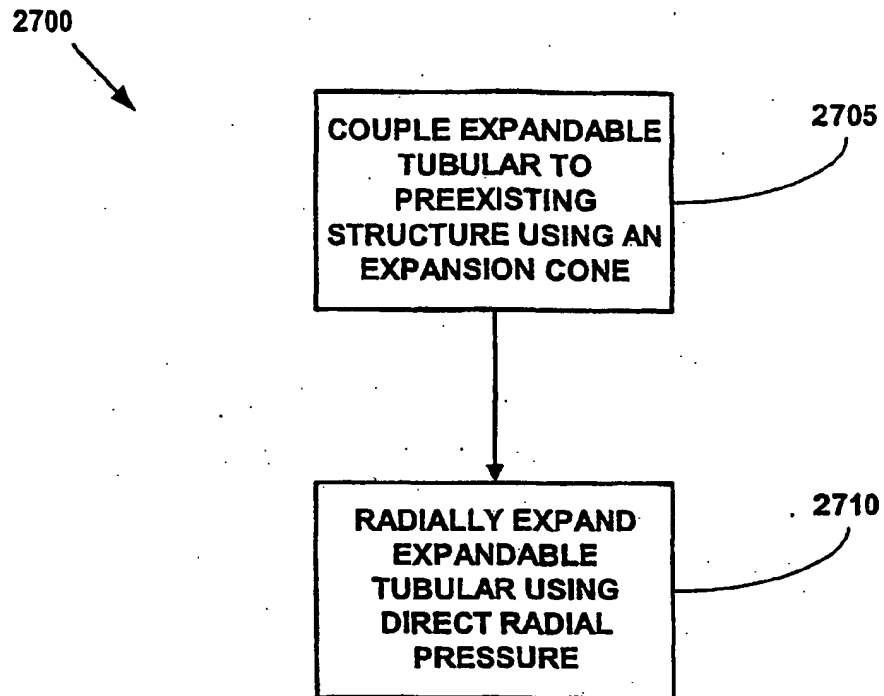 2700
COUPLE EXPANDABLE
TUBULAR TO
PREEXISTING
STRUCTURE USING AN
EXPANSION CONE
2705
RADIALLY EXPAND
EXPANDABLE
TUBULAR USING
DIRECT RADIAL
PRESSURE
2710